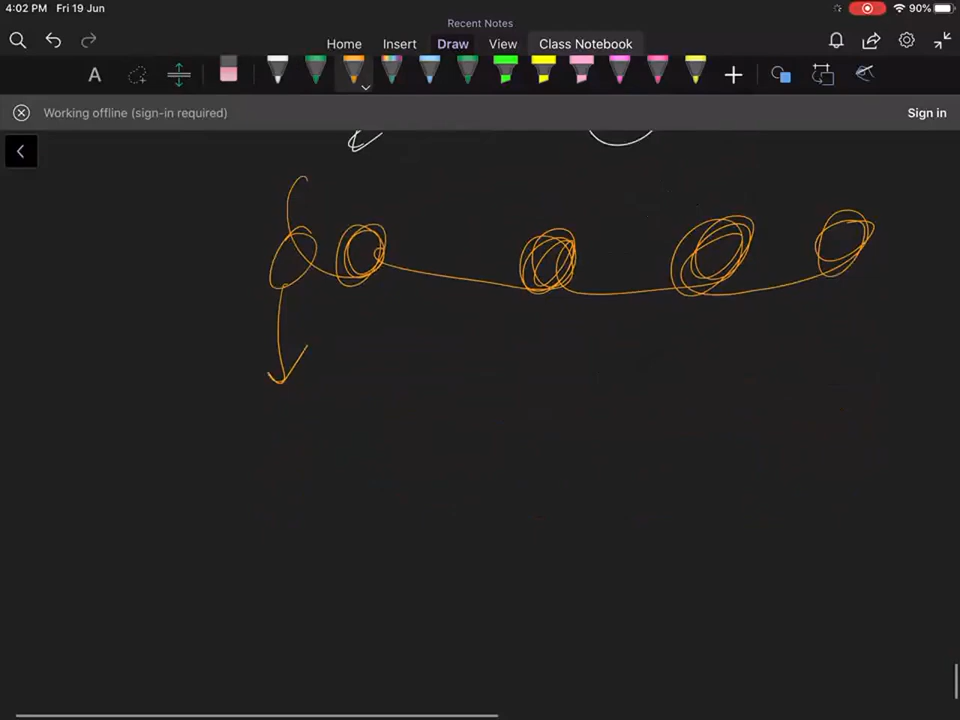 4:02 PM Fri 19 Jun
90%
Recent Notes
Home Insert Draw View Class Notebook
A
Working offline (sign-in required)
Sign in